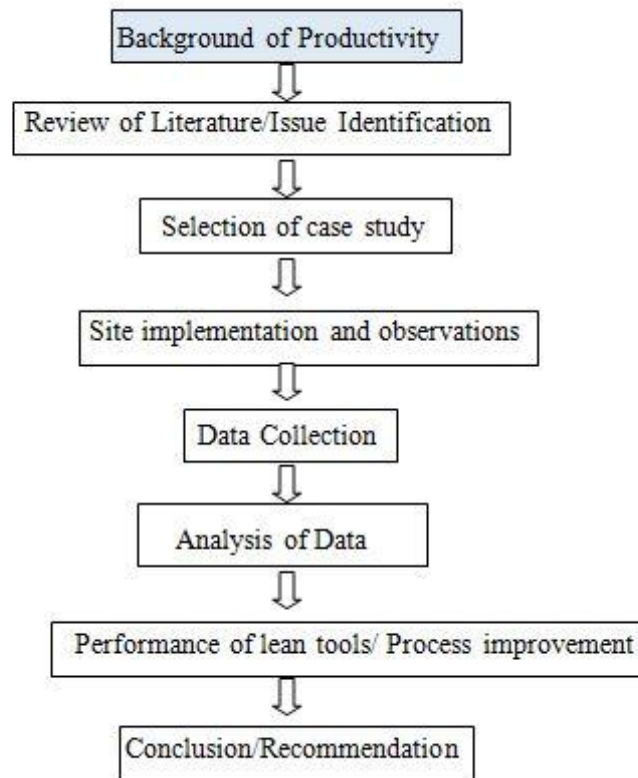 Background of Productivity
Review of Literature/Issue Identification
Selection of case study
Site implementation and observations
Data Collection
Analysis of Data
Performance of lean tools/ Process improvement
Conclusion/Recommendation